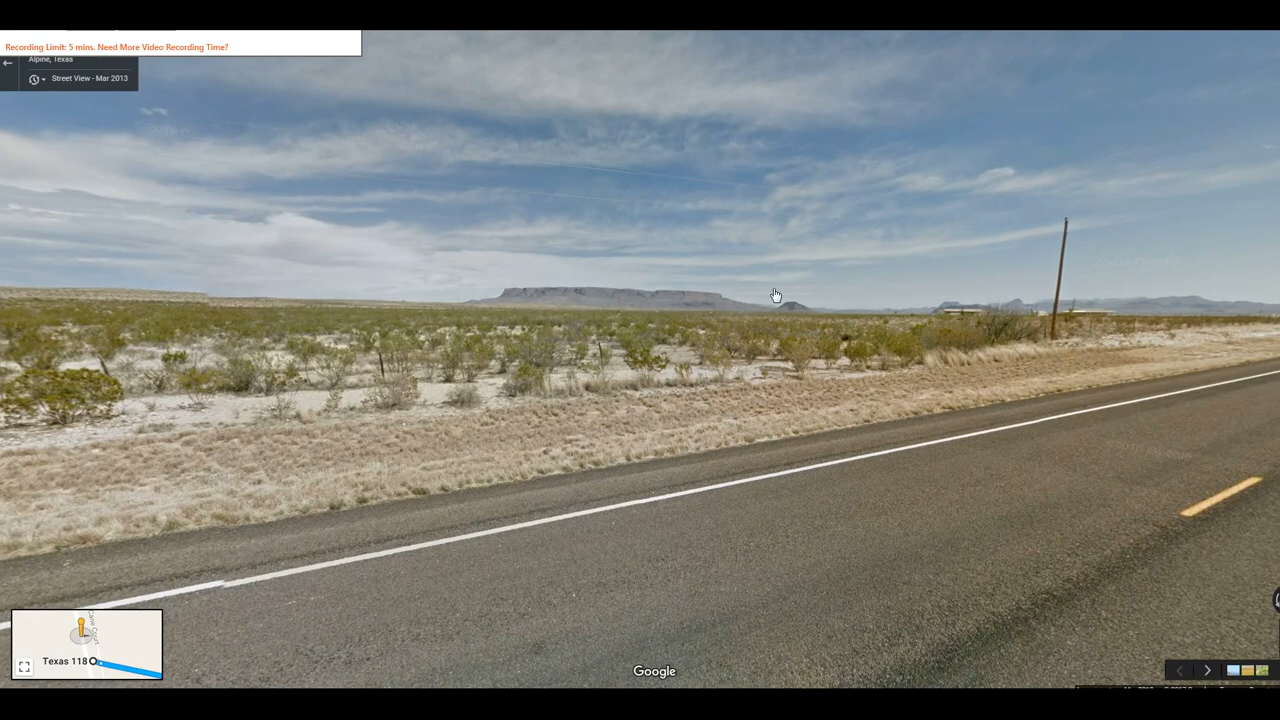 Recording Limit: 5 mins. Need More Video Recording Time?
Alpine, Texas
Street View - Mar 2013
Texas 118
Google